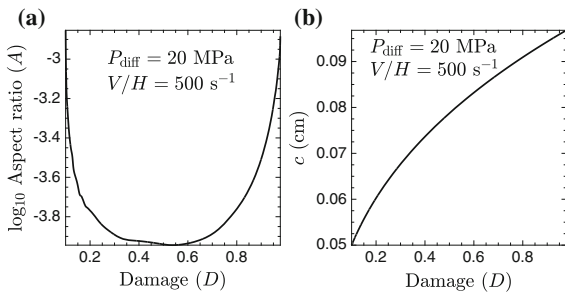 (a)
P_diff = 20 MPa
V/H = 500 s⁻¹
log₁₀ Aspect ratio (A)
-3
-3.2
-3.4
-3.6
-3.8
0.2 0.4 0.6 0.8
Damage (D)
(b)
P_diff = 20 MPa
V/H = 500 s⁻¹
c (cm)
0.09
0.08
0.07
0.06
0.05
0.2 0.4 0.6 0.8
Damage (D)